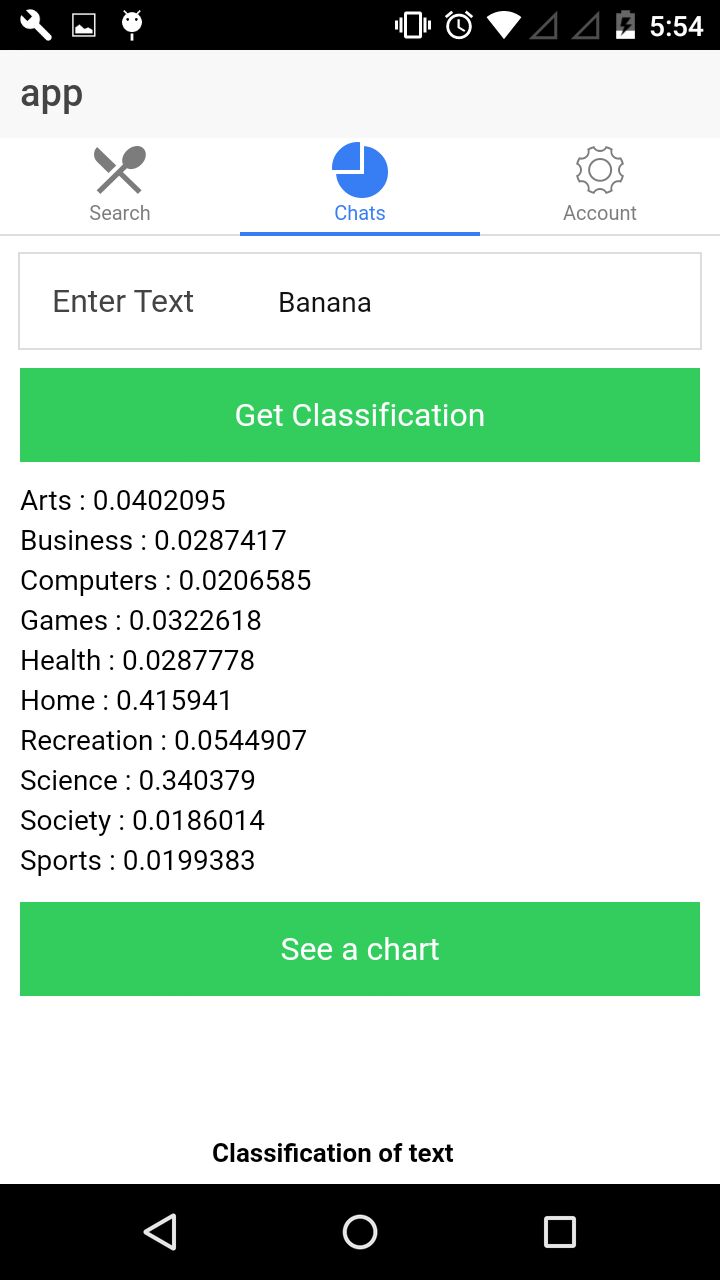 5:54
app
Search Chats Account
Enter Text Banana
Get Classification
Arts : 0.0402095
Business : 0.0287417
Computers : 0.0206585
Games : 0.0322618
Health : 0.0287778
Home : 0.415941
Recreation : 0.0544907
Science : 0.340379
Society : 0.0186014
Sports : 0.0199383
See a chart
Classification of text